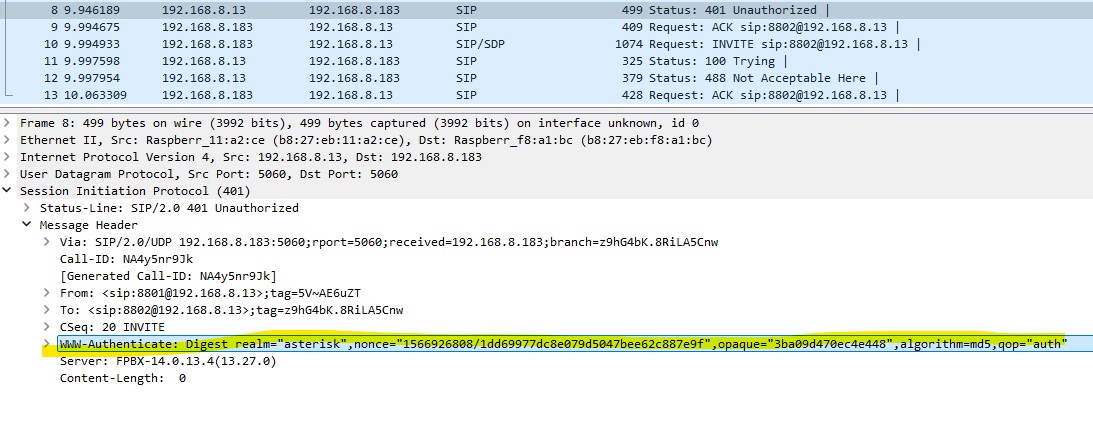 8 9.946189 192.168.8.13 192.168.8.183 SIP 499 Status: 401 Unauthorized |
9 9.994675 192.168.8.183 192.168.8.13 SIP 409 Request: ACK sip:8802@192.168.8.13 |
10 9.994933 192.168.8.183 192.168.8.13 SIP/SDP 1074 Request: INVITE sip:8802@192.168.8.13 |
11 9.997598 192.168.8.13 192.168.8.183 SIP 325 Status: 100 Trying |
12 9.997954 192.168.8.13 192.168.8.183 SIP 379 Status: 488 Not Acceptable Here |
13 10.063309 192.168.8.183 192.168.8.13 SIP 428 Request: ACK sip:8802@192.168.8.13 |
Frame 8: 499 bytes on wire (3992 bits), 499 bytes captured (3992 bits) on interface unknown, id 0
Ethernet II, Src: Raspberr_11:a2:ce (b8:27:eb:11:a2:ce), Dst: Raspberr_f8:a1:bc (b8:27:eb:f8:a1:bc)
Internet Protocol Version 4, Src: 192.168.8.13, Dst: 192.168.8.183
User Datagram Protocol, Src Port: 5060, Dst Port: 5060
Session Initiation Protocol (401)
Status-Line: SIP/2.0 401 Unauthorized
Message Header
Via: SIP/2.0/UDP 192.168.8.183:5060;rport=5060;received=192.168.8.183;branch=z9hG4bK.8RiLA5Cnw
Call-ID: NA4y5nr9Jk
[Generated Call-ID: NA4y5nr9Jk]
From: <sip:8801@192.168.8.13>;tag=5V~AE6uZT
To: <sip:8802@192.168.8.13>;tag=z9hG4bK.8RiLA5Cnw
CSeq: 20 INVITE
WWW-Authenticate: Digest realm="asterisk",nonce="1566926808/1dd69977dc8e079d5047bee62c887e9f",opaque="3ba09d470ec4e448",algorithm=md5,qop="auth"
Server: FPBX-14.0.13.4(13.27.0)
Content-Length: 0